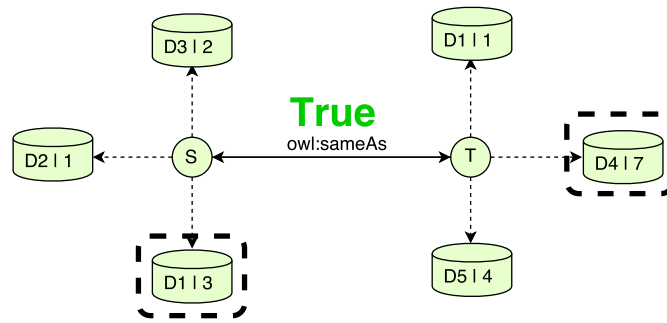 D3 | 2
D1 | 1
True
owl:sameAs
D2 | 1
S
T
D4 | 7
D1 | 3
D5 | 4